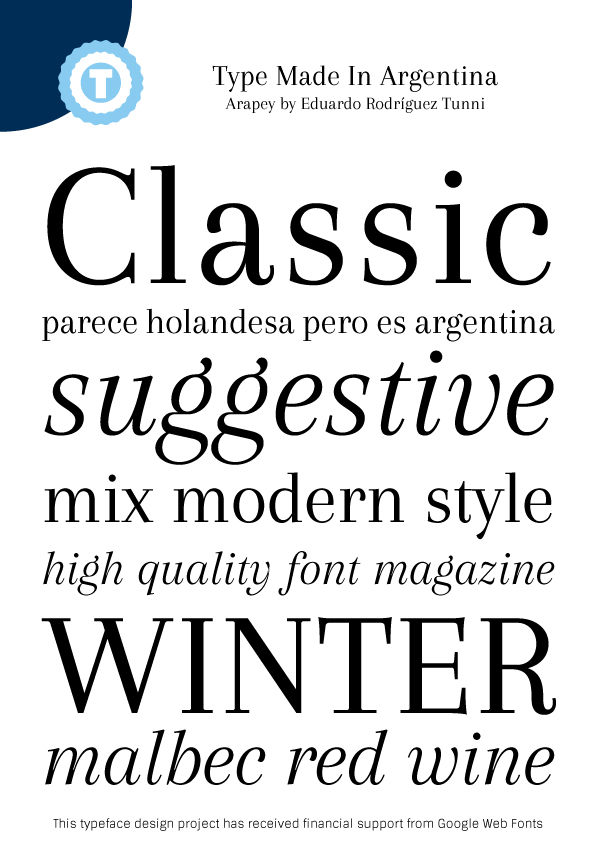 T
Type Made In Argentina
Arapey by Eduardo Rodríguez Tunni
Classic
parece holandesa pero es argentina
suggestive
mix modern style
high quality font magazine
WINTER
malbec red wine
This typeface design project has received financial support from Google Web Fonts